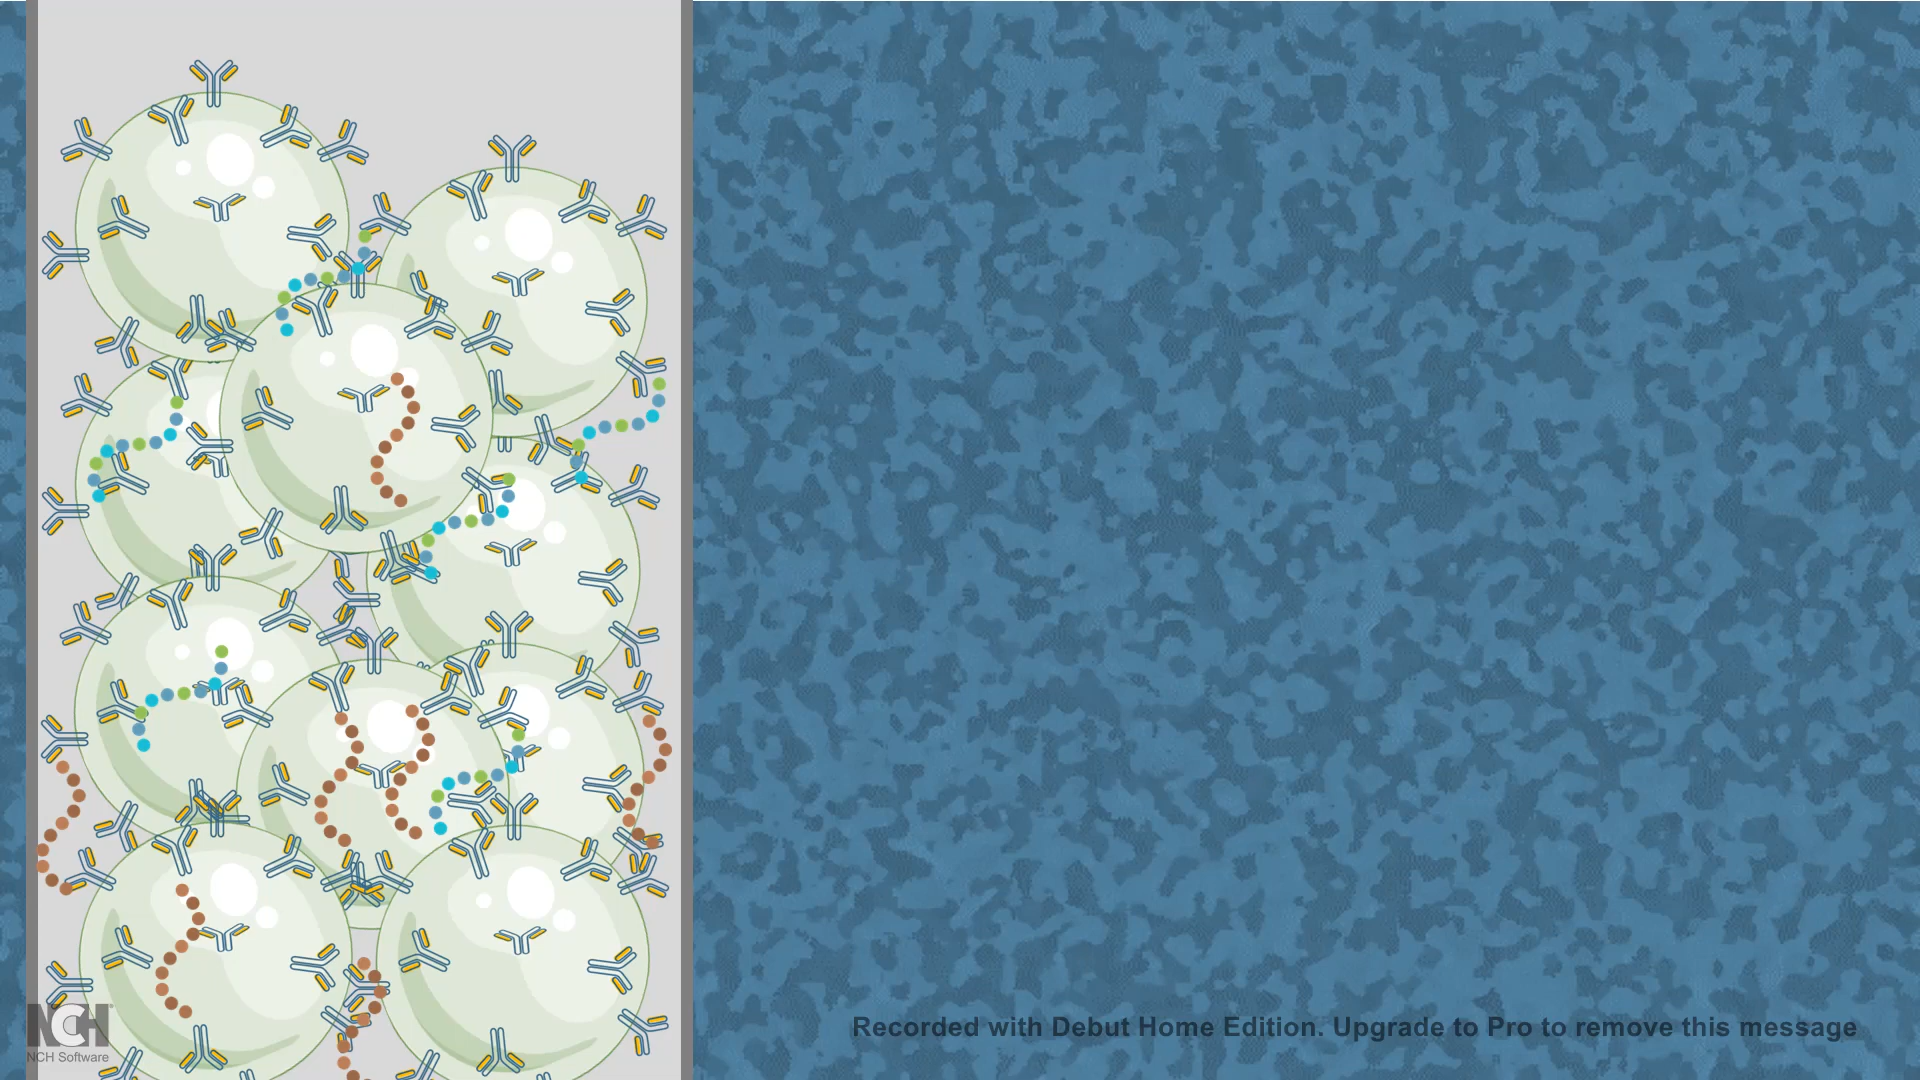 NCH
NCH Software
Recorded with Debut Home Edition. Upgrade to Pro to remove this message